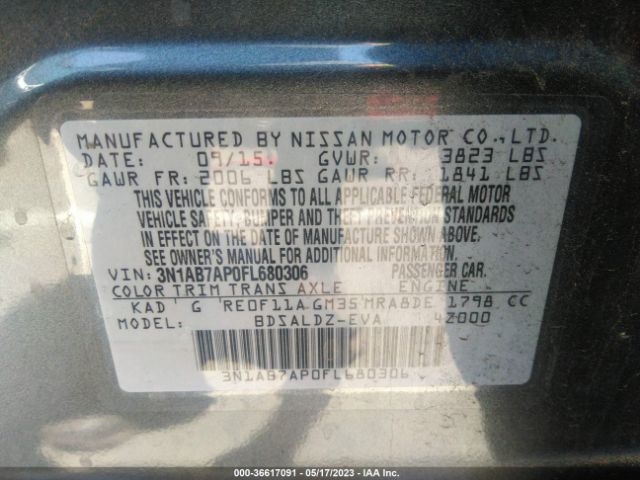 MANUFACTURED BY NISSAN MOTOR CO., LTD.
DATE: 09/15 GVWR: 3823 LBS
GAWR FR: 2006 LBS GAWR RR: 1841 LBS
THIS VEHICLE CONFORMS TO ALL APPLICABLE FEDERAL MOTOR
VEHICLE SAFETY, BUMPER AND THEFT PREVENTION STANDARDS
IN EFFECT ON THE DATE OF MANUFACTURE SHOWN ABOVE.
SEE OWNER'S MANUAL FOR ADDITIONAL INFORMATION.
VIN: 3N1AB7AP0FL680306 PASSENGER CAR.
COLOR TRIM TRANS AXLE ENGINE
KAD G RE0F11A GM35 MRA8DE 1798 CC
MODEL: BDSALDZ-EVA 42000
3N1AB7AP0FL680306
000-36617091 - 05/17/2023 - IAA Inc.